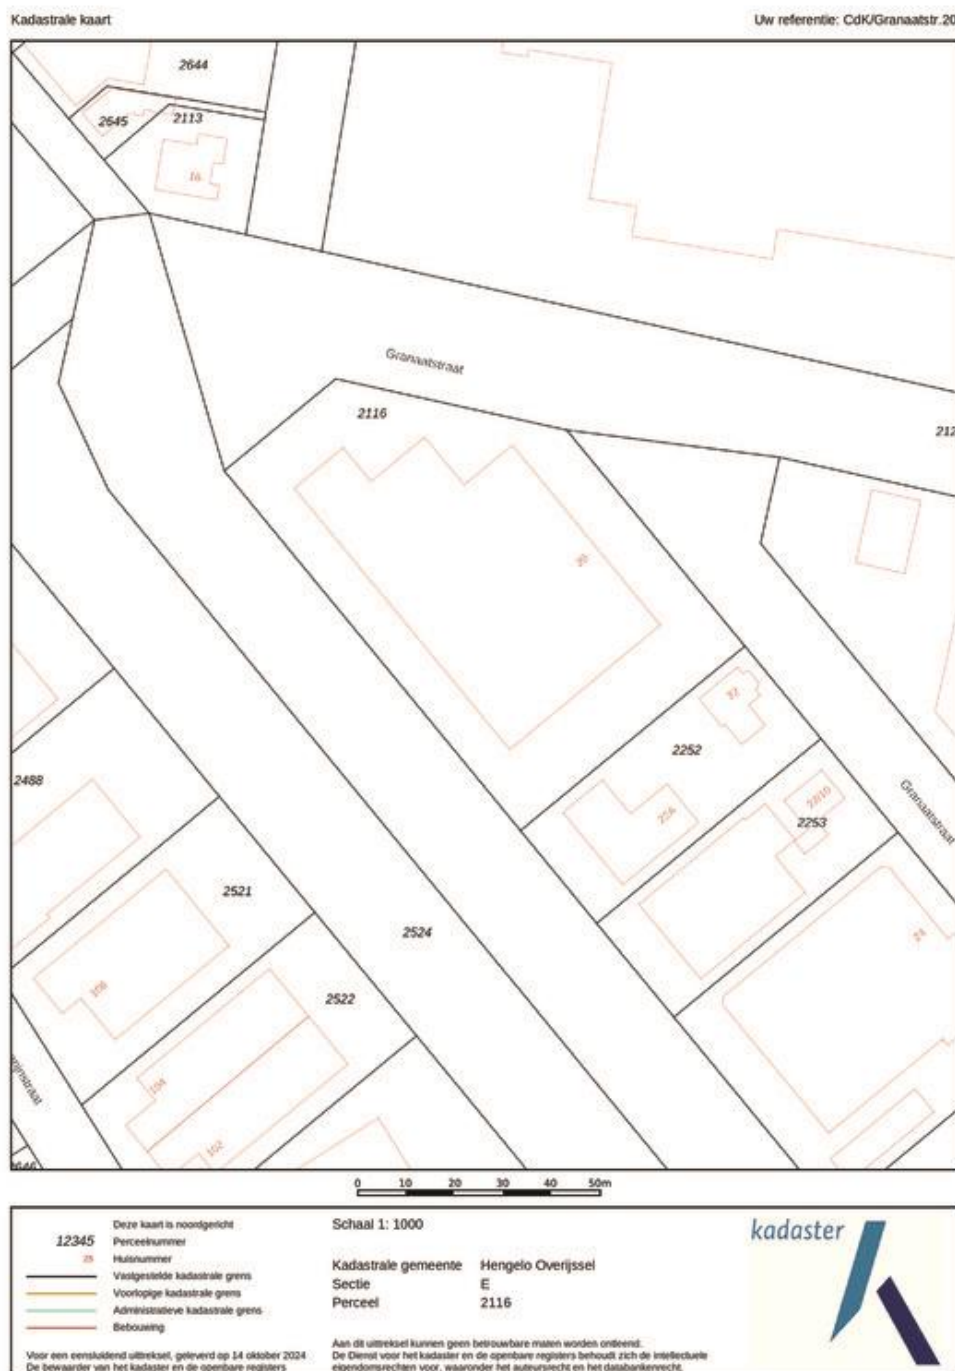 Kadastrale kaart
Uw referentie: CdK/Granaatstr.20
2644
2645
2113
16
Granaatstraat
2116
212
20
22
2252
22A
22/10
2253
Granaatstraat
24
2488
2521
106
2524
2522
104
102
0 10 20 30 40 50m
Deze kaart is noordgericht
12345 Perceelnummer
25 Huisnummer
Vastgestelde kadastrale grens
Voorlopige kadastrale grens
Administratieve kadastrale grens
Bebouwing
Voor een eensluidend uittreksel, geleverd op 14 oktober 2024
De bewaarder van het kadaster en de openbare registers
Schaal 1: 1000
Kadastrale gemeente Hengelo Overijssel
Sectie E
Perceel 2116
Aan dit uittreksel kunnen geen betrouwbare maten worden ontleend.
De Dienst voor het kadaster en de openbare registers behoudt zich de intellectuele
eigendomsrechten voor, waaronder het auteursrecht en het databankenrecht.
kadaster